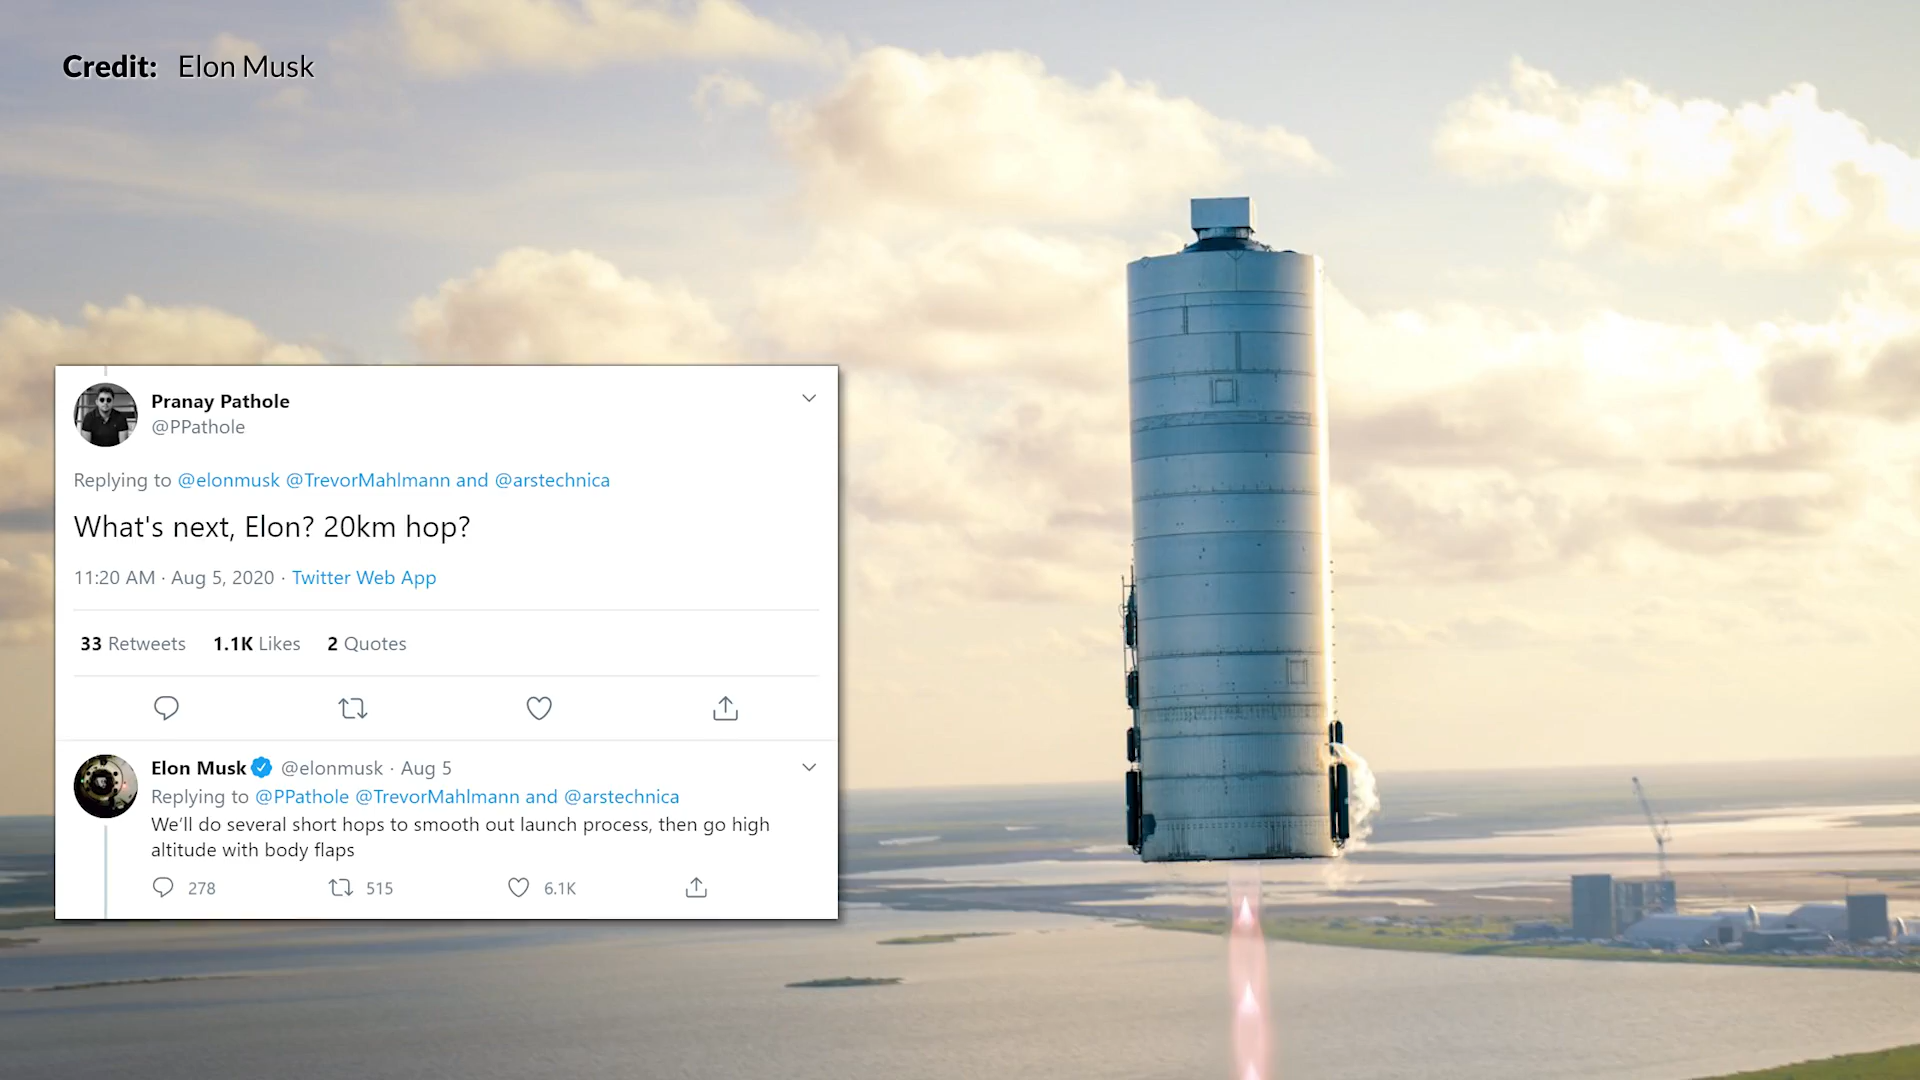 Credit: Elon Musk
Pranay Pathole
@PPathole
Replying to @elonmusk @TrevorMahlmann and @arstechnica
What's next, Elon? 20km hop?
11:20 AM · Aug 5, 2020 · Twitter Web App
33 Retweets 1.1K Likes 2 Quotes
Elon Musk @elonmusk · Aug 5
Replying to @PPathole @TrevorMahlmann and @arstechnica
We’ll do several short hops to smooth out launch process, then go high
altitude with body flaps
278 515 6.1K